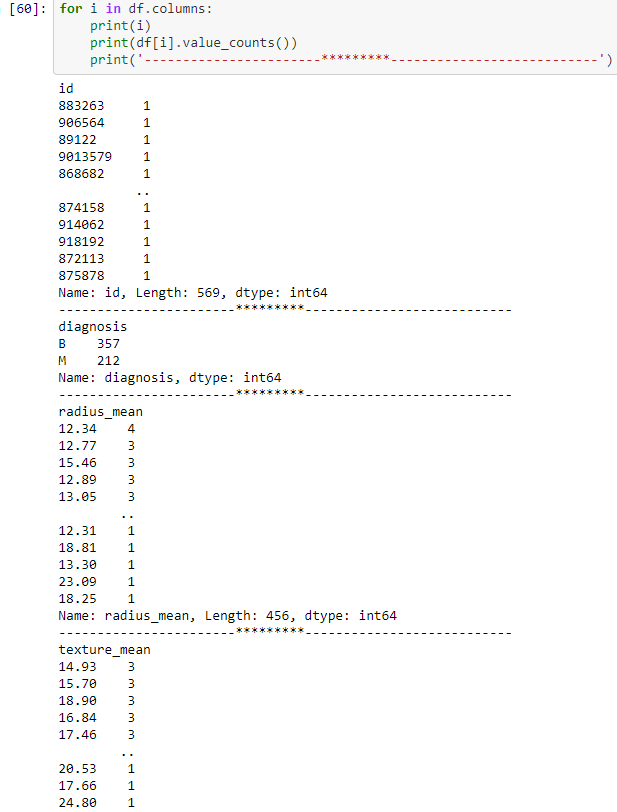 [60]: for i in df.columns:
print(i)
print(df[i].value_counts())
print('-----------------------*********---------------------------')
id
883263 1
906564 1
89122 1
9013579 1
868682 1
..
874158 1
914062 1
918192 1
872113 1
875878 1
Name: id, Length: 569, dtype: int64
-----------------------*********---------------------------
diagnosis
B 357
M 212
Name: diagnosis, dtype: int64
-----------------------*********---------------------------
radius_mean
12.34 4
12.77 3
15.46 3
12.89 3
13.05 3
..
12.31 1
18.81 1
13.30 1
23.09 1
18.25 1
Name: radius_mean, Length: 456, dtype: int64
-----------------------*********---------------------------
texture_mean
14.93 3
15.70 3
18.90 3
16.84 3
17.46 3
..
20.53 1
17.66 1
24.80 1